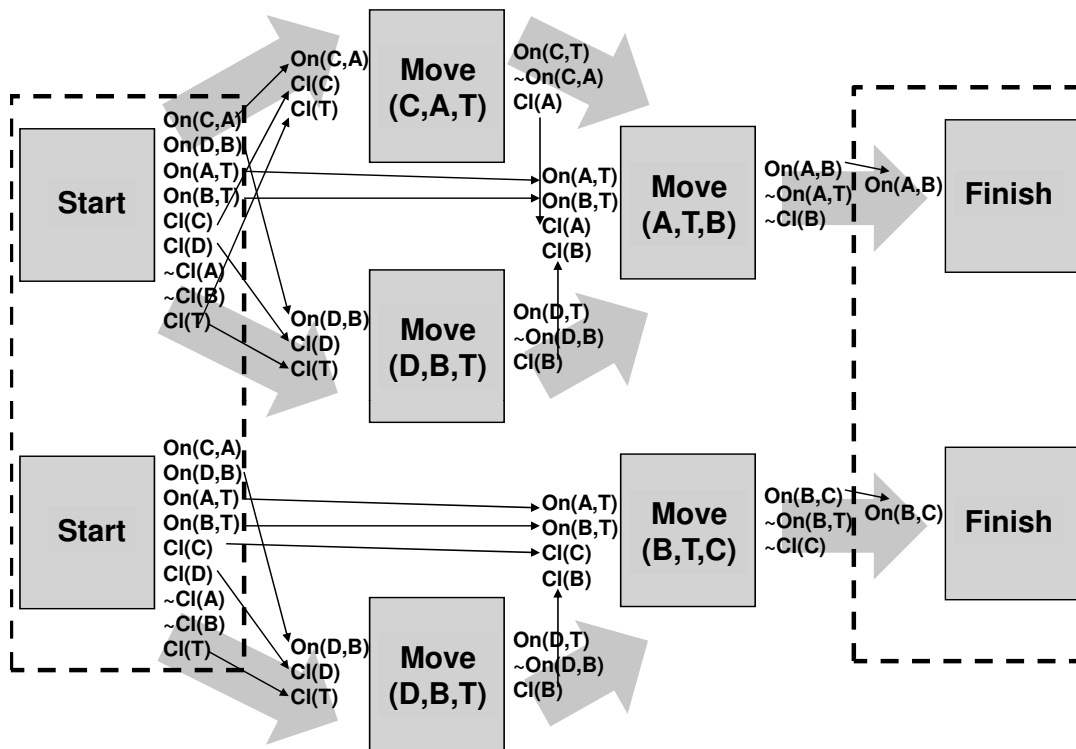 On(C,A)
Cl(C)
Cl(T)
Move
(C,A,T)
On(C,T)
~On(C,A)
Cl(A)
Start
On(C,A)
On(D,B)
On(A,T)
On(B,T)
Cl(C)
Cl(D)
~Cl(A)
~Cl(B)
Cl(T)
On(A,T)
On(B,T)
Cl(A)
Cl(B)
Move
(A,T,B)
On(A,B)
~On(A,T)
~Cl(B)
On(A,B)
Finish
On(D,B)
Cl(D)
Cl(T)
Move
(D,B,T)
On(D,T)
~On(D,B)
Cl(B)
Start
On(C,A)
On(D,B)
On(A,T)
On(B,T)
Cl(C)
Cl(D)
~Cl(A)
~Cl(B)
Cl(T)
On(A,T)
On(B,T)
Cl(C)
Cl(B)
Move
(B,T,C)
On(B,C)
~On(B,T)
~Cl(C)
On(B,C)
Finish
On(D,B)
Cl(D)
Cl(T)
Move
(D,B,T)
On(D,T)
~On(D,B)
Cl(B)